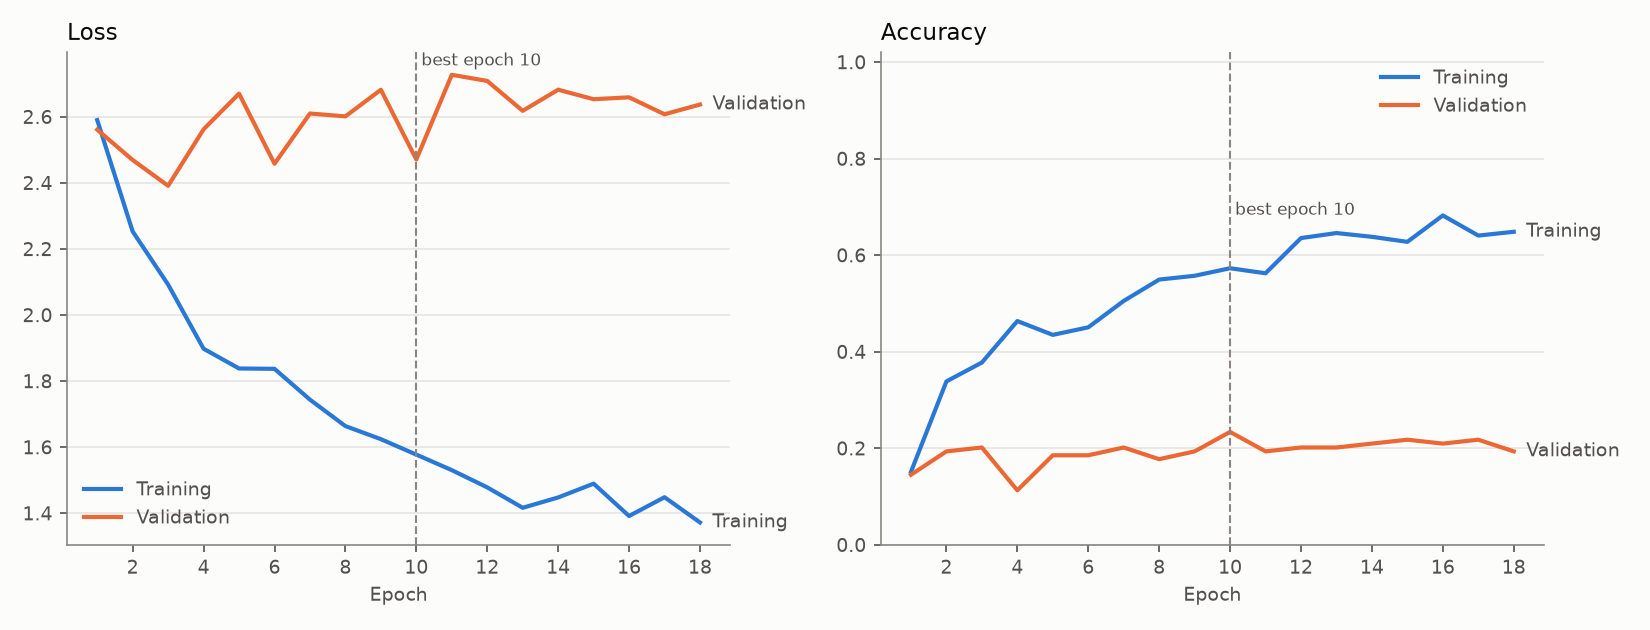 Loss
best epoch 10
Validation
2.6
2.4
2.2
2.0
1.8
1.6
1.4
Training
Validation
Training
2 4 6 8 10 12 14 16 18
Epoch
Accuracy
1.0
0.8
0.6
0.4
0.2
0.0
Training
Validation
best epoch 10
Training
Validation
2 4 6 8 10 12 14 16 18
Epoch